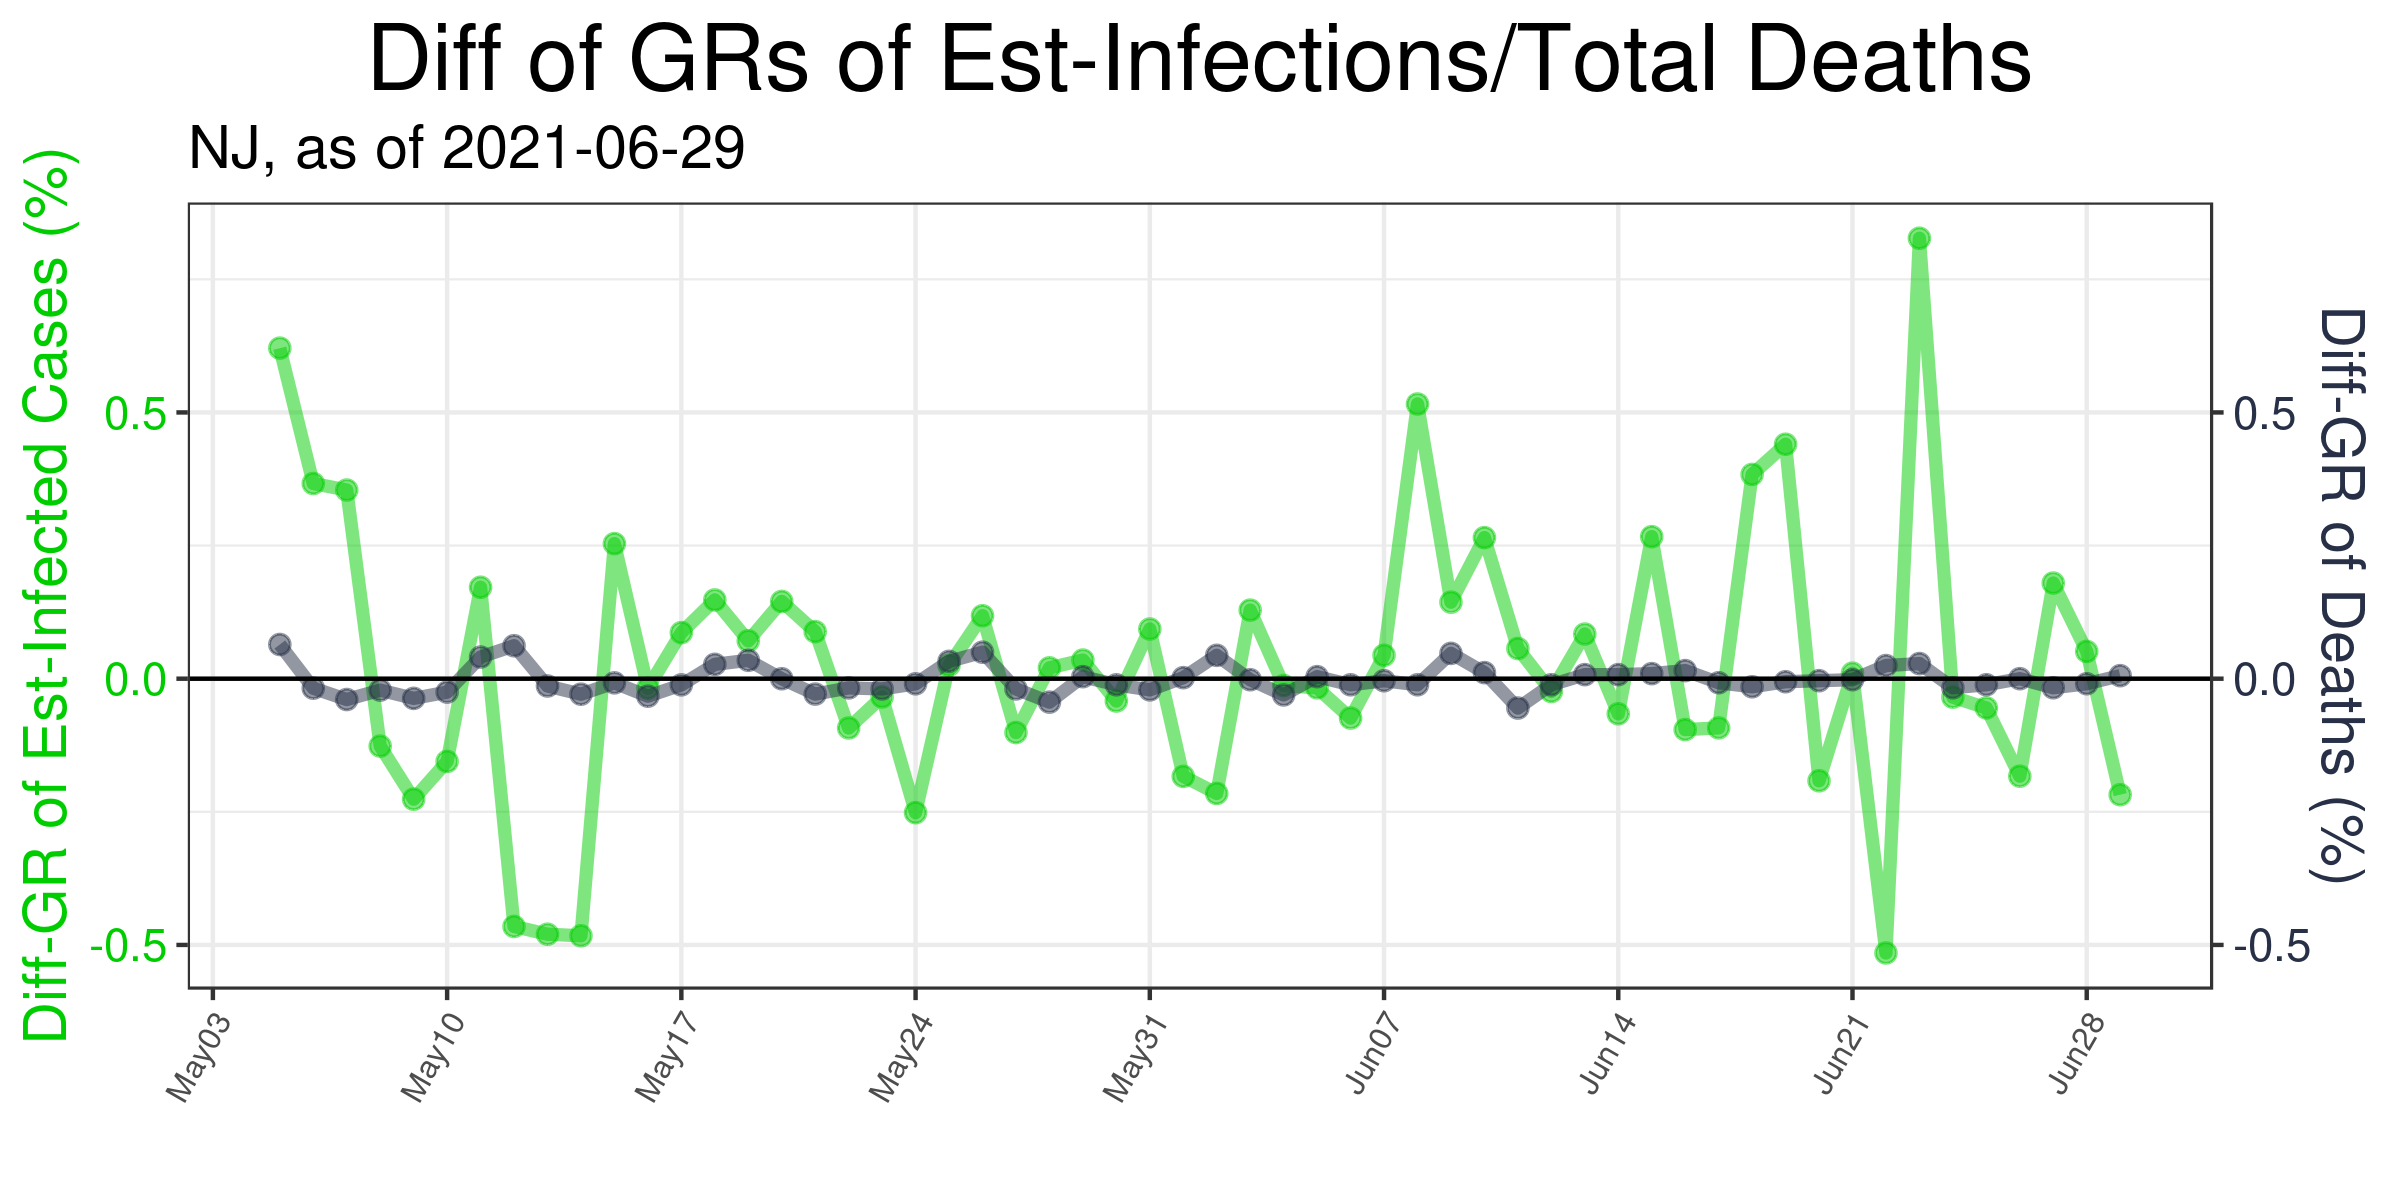 Diff of GRs of Est-Infections/Total Deaths
NJ, as of 2021-06-29
Diff-GR of Est-Infected Cases (%)
0.5
0.0
-0.5
0.5
0.0
-0.5
Diff-GR of Deaths (%)
May03
May10
May17
May24
May31
Jun07
Jun14
Jun21
Jun28